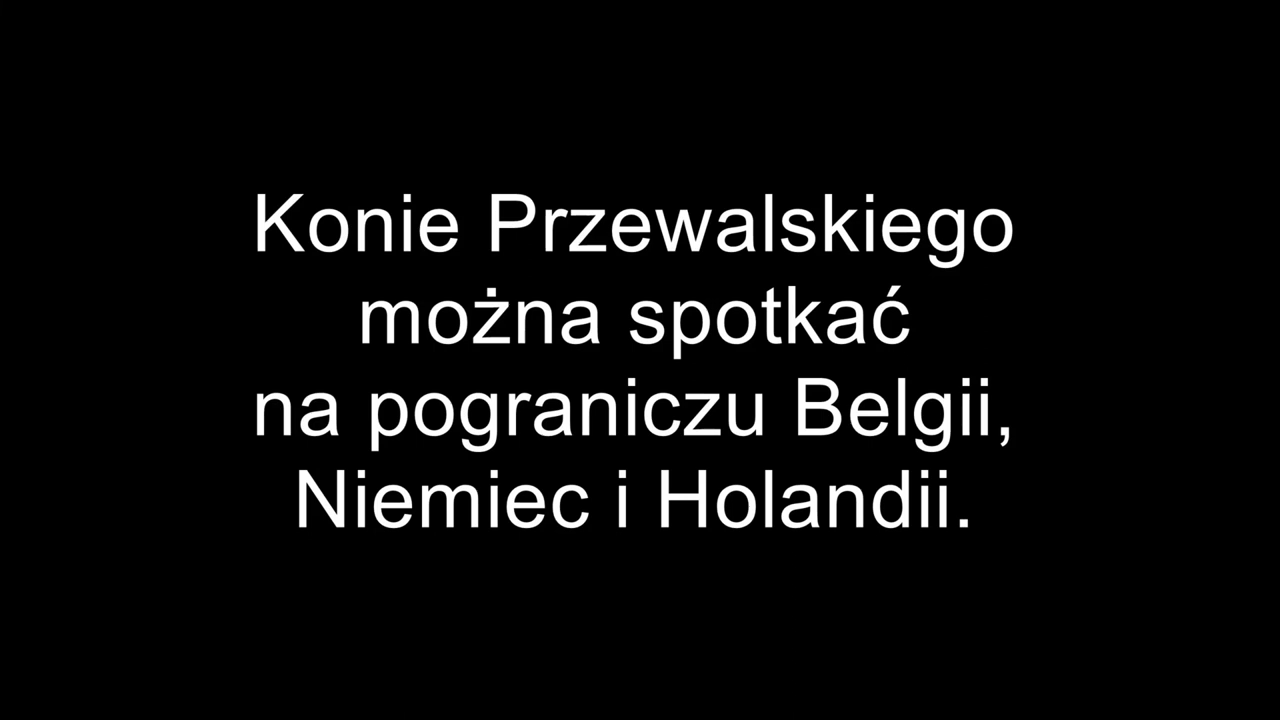 Konie Przewalskiego
można spotkać
na pograniczu Belgii,
Niemiec i Holandii.